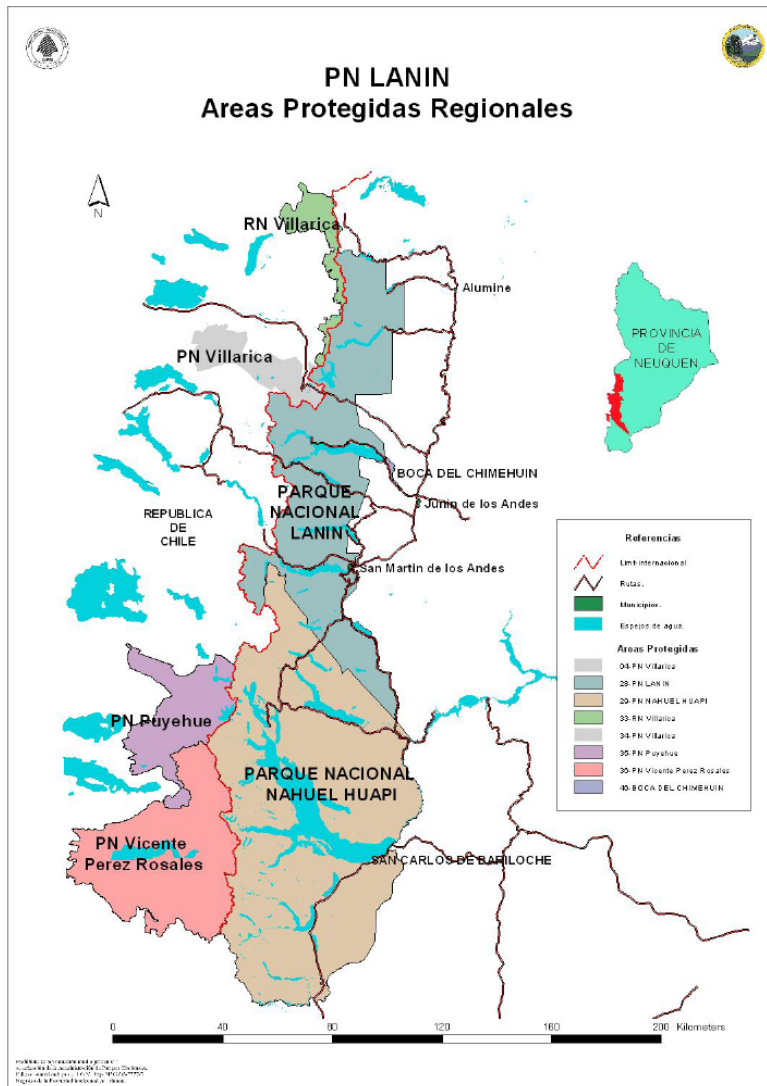 PN LANIN
Areas Protegidas Regionales
N
RN Villarica
Alumine
PROVINCIA
DE
NEUQUEN
PN Villarica
BOCA DEL CHIMEHUIN
Junin de los Andes
PARQUE
NACIONAL
LANIN
REPUBLICA
DE
CHILE
San Martin de los Andes
Referencias
Limit-internacional
Rutas.
Municipios.
Espejos de agua.
Areas Protegidas
04-PN Villarica
28-PN LANIN
29-PN NAHUEL HUAPI
33-RN Villarica
34-PN Villarica
35-PN Puyehue
36-PN Vicente Perez Rosales
46-BOCA DEL CHIMEHUIN
PN Puyehue
PARQUE NACIONAL
NAHUEL HUAPI
PN Vicente
Perez Rosales
SAN CARLOS DE BARILOCHE
0 40 80 120 160 200 Kilometers